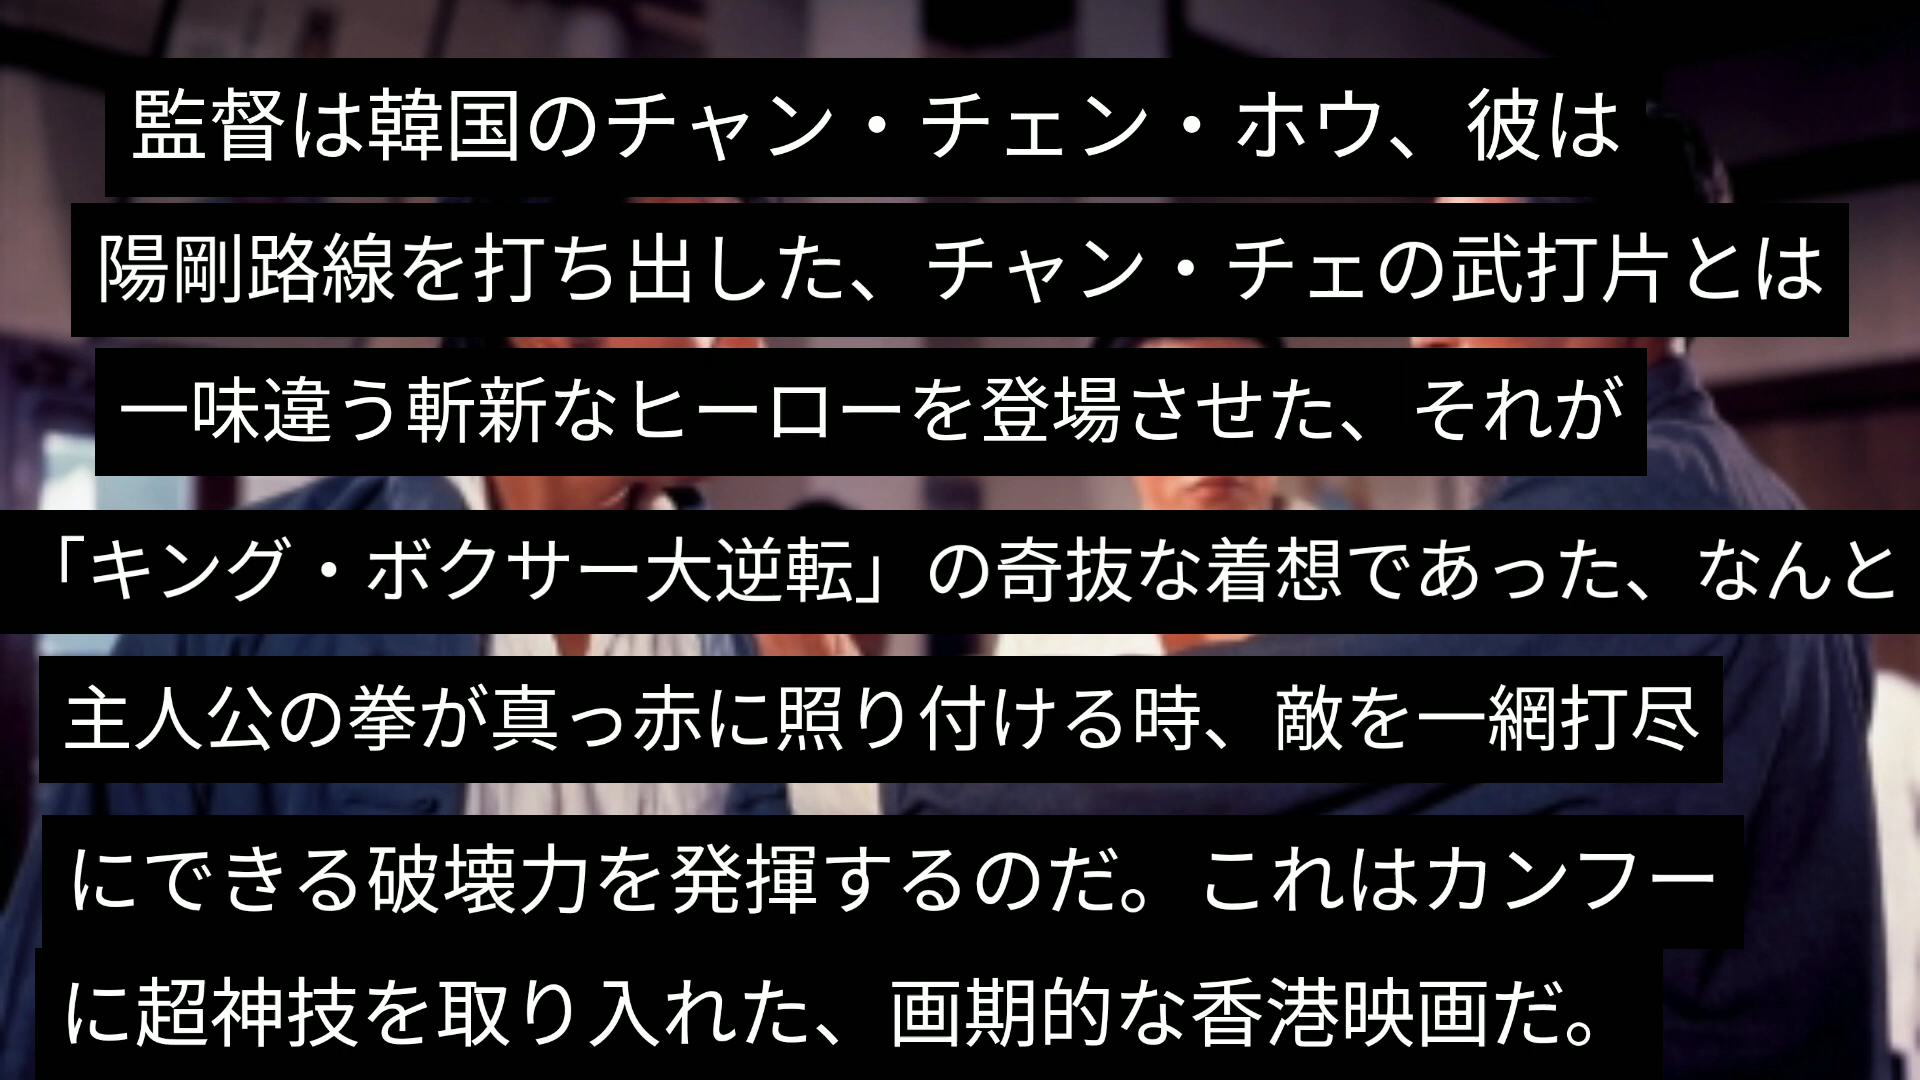 監督は韓国のチャン・チェン・ホウ、彼は
陽剛路線を打ち出した、チャン・チェの武打片とは
一味違う斬新なヒーローを登場させた、それが
「キング・ボクサー大逆転」の奇抜な着想であった、なんと
主人公の拳が真っ赤に照り付ける時、敵を一網打尽
にできる破壊力を発揮するのだ。これはカンフー
に超神技を取り入れた、画期的な香港映画だ。